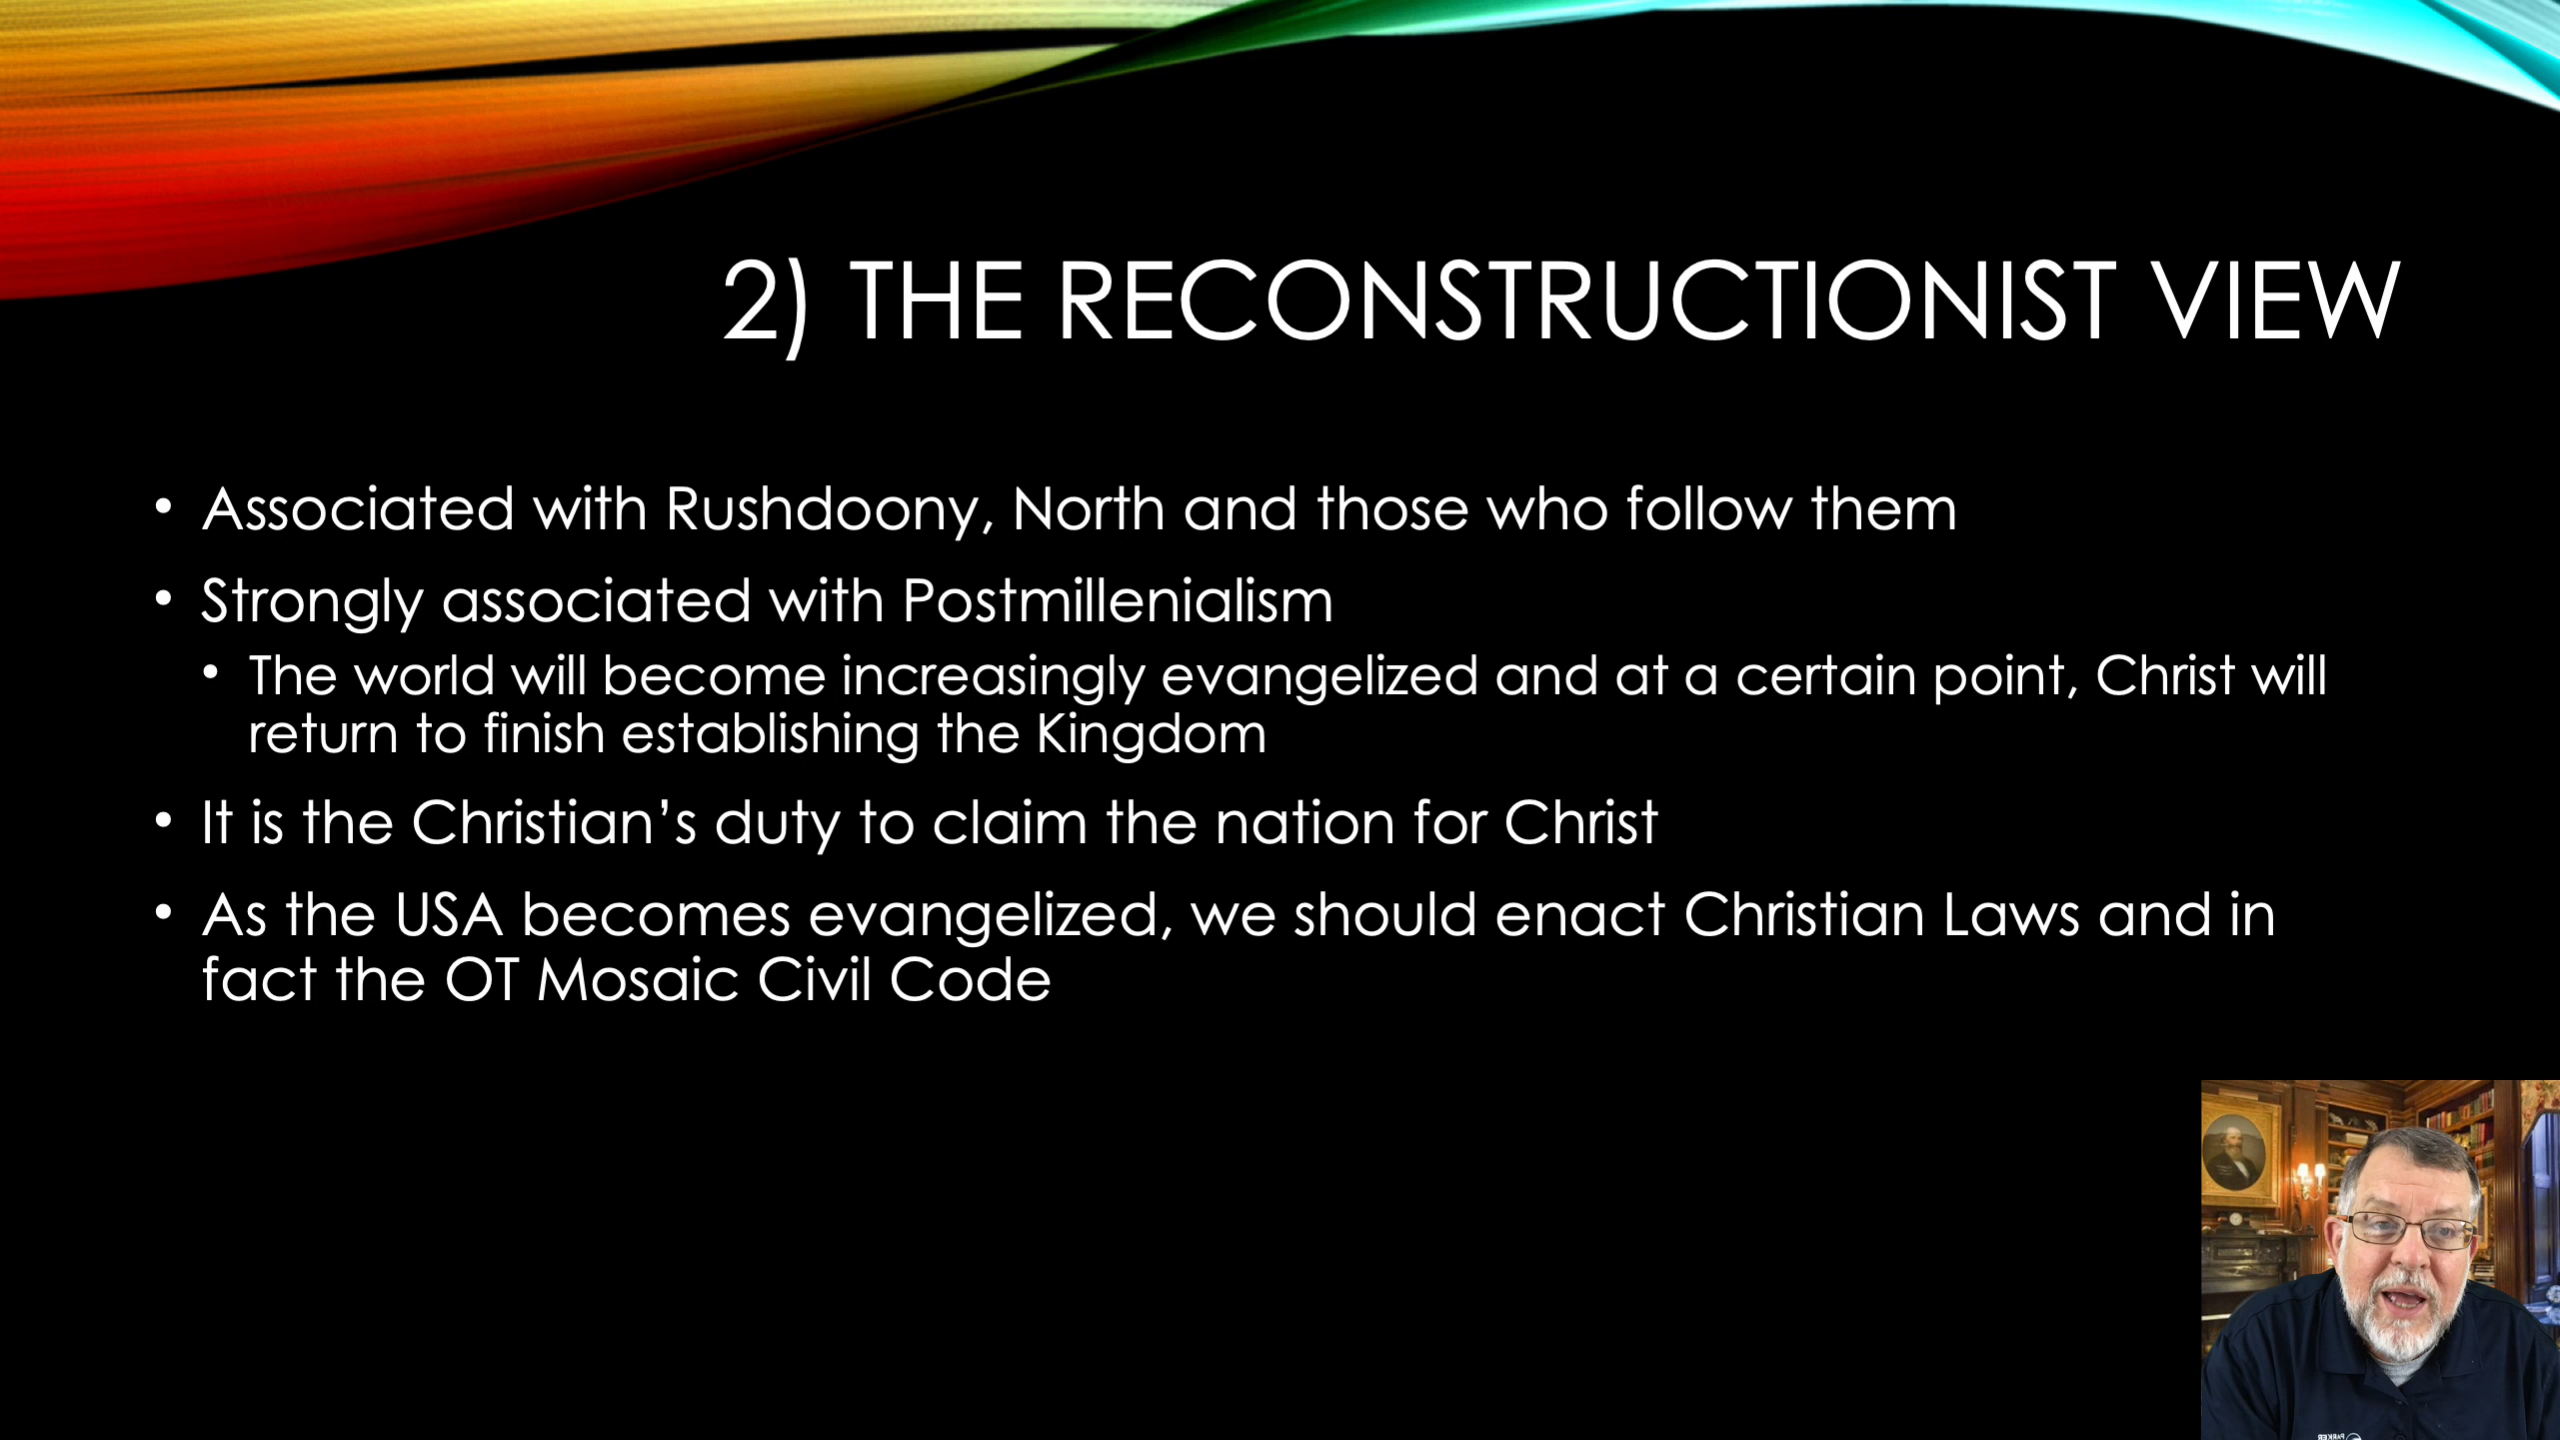 2) THE RECONSTRUCTIONIST VIEW
• Associated with Rushdoony, North and those who follow them
• Strongly associated with Postmillenialism
• The world will become increasingly evangelized and at a certain point, Christ will
return to finish establishing the Kingdom
• It is the Christian’s duty to claim the nation for Christ
• As the USA becomes evangelized, we should enact Christian Laws and in
fact the OT Mosaic Civil Code
PARKER